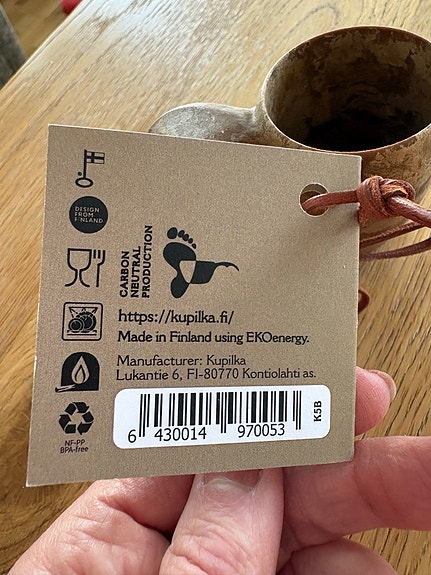 DESIGN
FROM
FINLAND
CARBON
NEUTRAL
PRODUCTION
https://kupilka.fi/
Made in Finland using EKOenergy.
Manufacturer: Kupilka
Lukantie 6, FI-80770 Kontiolahti as.
6 430014 970053
K5B
NF-PP
BPA-free